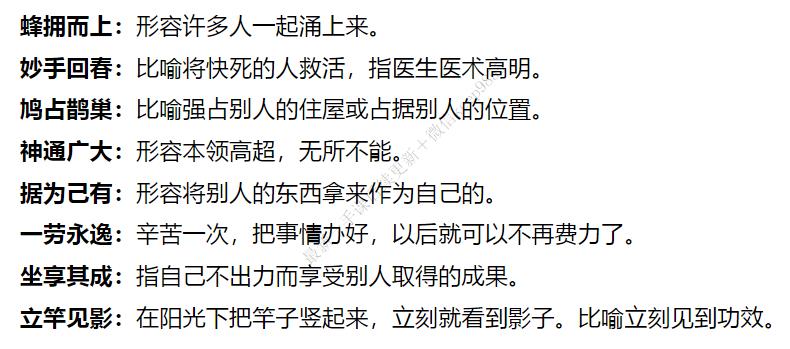 蜂拥而上：形容许多人一起涌上来。
妙手回春：比喻将快死的人救活，指医生医术高明。
鸠占鹊巢：比喻强占别人的住屋或占据别人的位置。
神通广大：形容本领高超，无所不能。
据为己有：形容将别人的东西拿来作为自己的。
一劳永逸：辛苦一次，把事情办好，以后就可以不再费力了。
坐享其成：指自己不出力而享受别人取得的成果。
立竿见影：在阳光下把竿子竖起来，立刻就看到影子。比喻立刻见到功效。